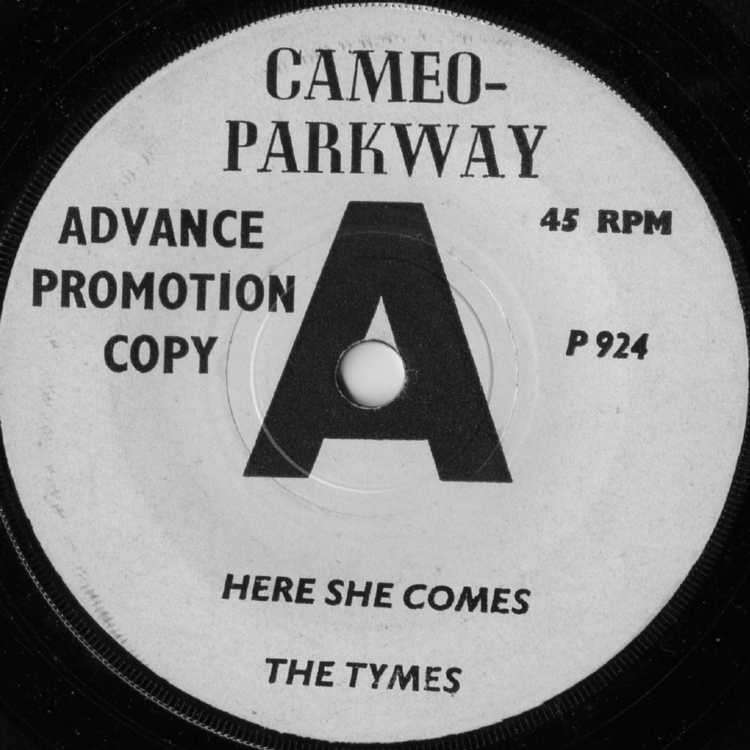 CAMEO-
PARKWAY
ADVANCE
PROMOTION
COPY
A
45 RPM
P 924
HERE SHE COMES
THE TYMES